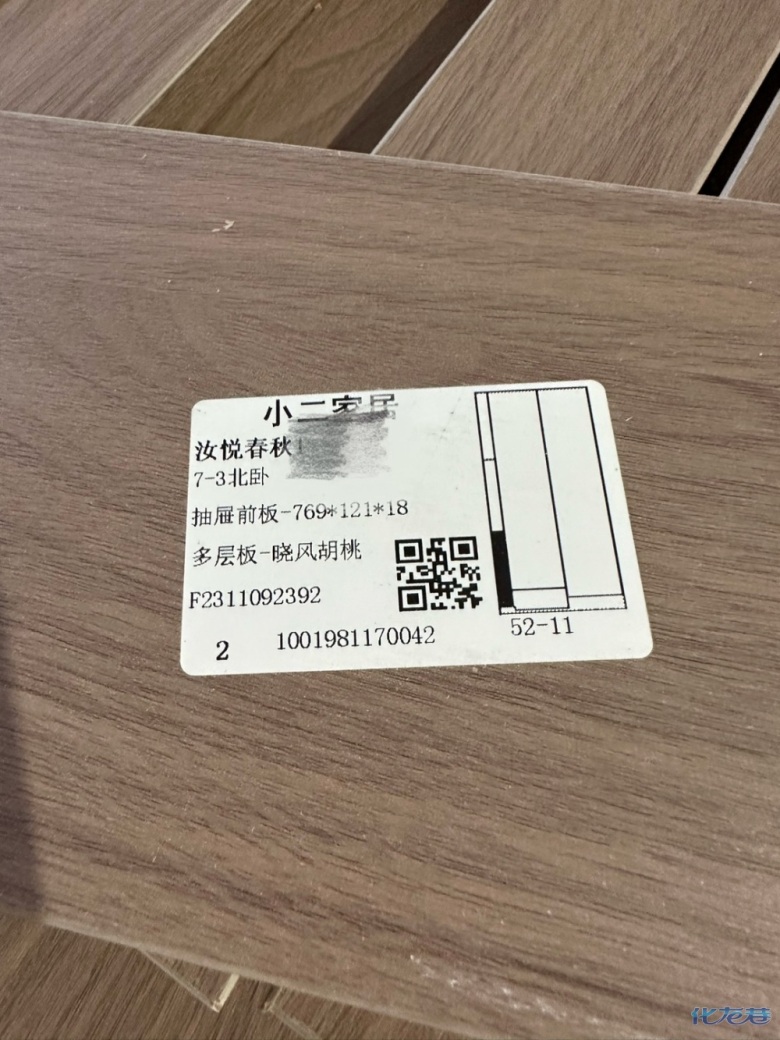 小二家居
汝悦春秋
7-3北卧
抽屉前板-769*121*18
多层板-晓风胡桃
F2311092392
2 1001981170042
52-11
化龙巷